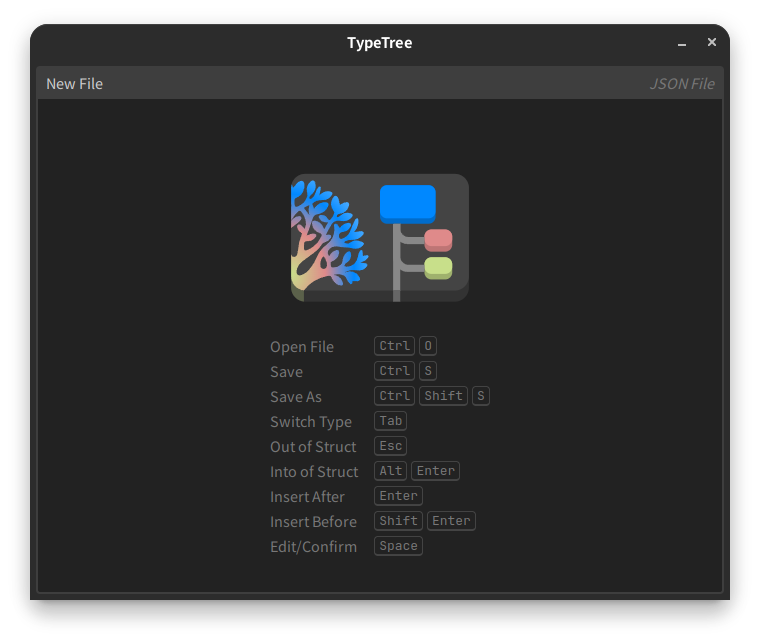 TypeTree
New File JSON File
Open File Ctrl O
Save Ctrl S
Save As Ctrl Shift S
Switch Type Tab
Out of Struct Esc
Into of Struct Alt Enter
Insert After Enter
Insert Before Shift Enter
Edit/Confirm Space